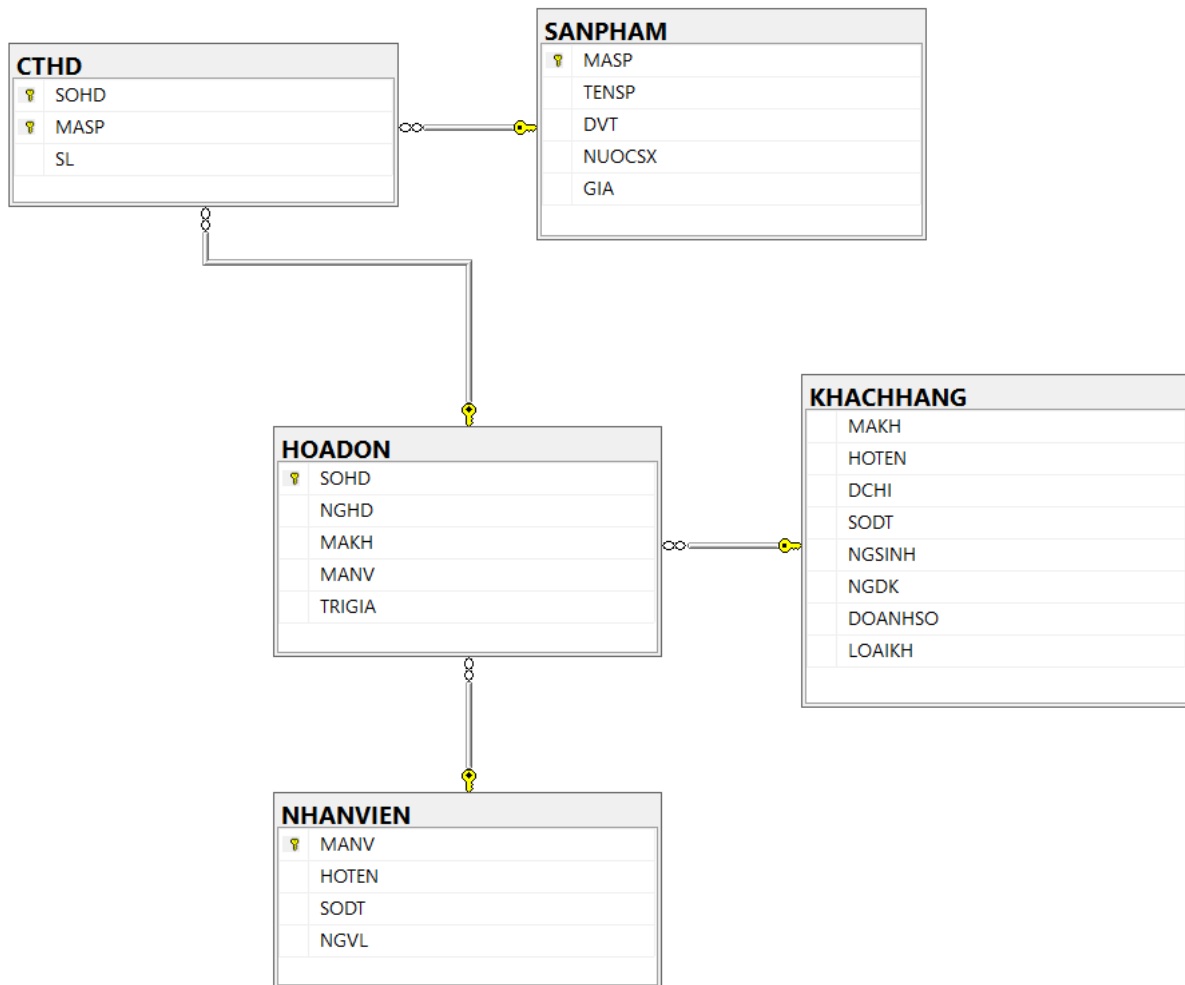 CTHD
SOHD
MASP
SL
SANPHAM
MASP
TENSP
DVT
NUOCSX
GIA
HOADON
SOHD
NGHD
MAKH
MANV
TRIGIA
KHACHHANG
MAKH
HOTEN
DCHI
SODT
NGSINH
NGDK
DOANHSO
LOAIKH
NHANVIEN
MANV
HOTEN
SODT
NGVL